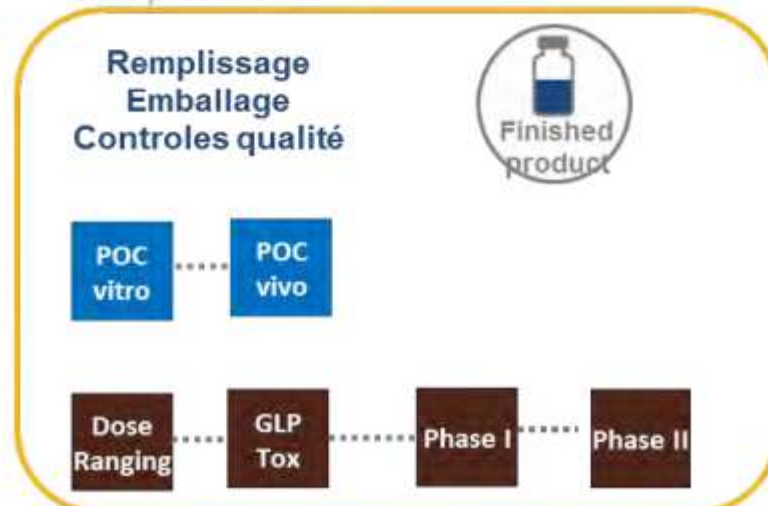 Remplissage
Emballage
Controles qualité
Finished
product
POC
vitro
POC
vivo
Dose
Ranging
GLP
Tox
Phase I
Phase II